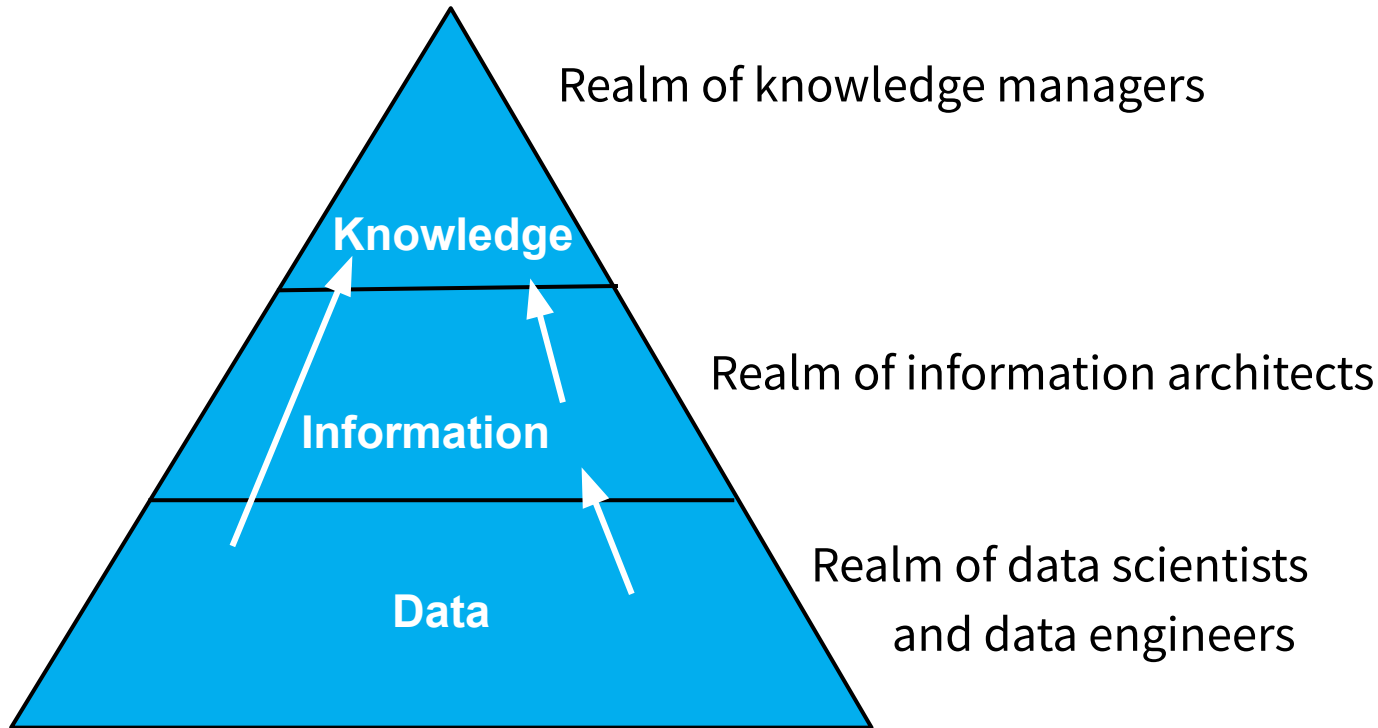 Realm of knowledge managers
Knowledge
Realm of information architects
Information
Realm of data scientists
and data engineers
Data